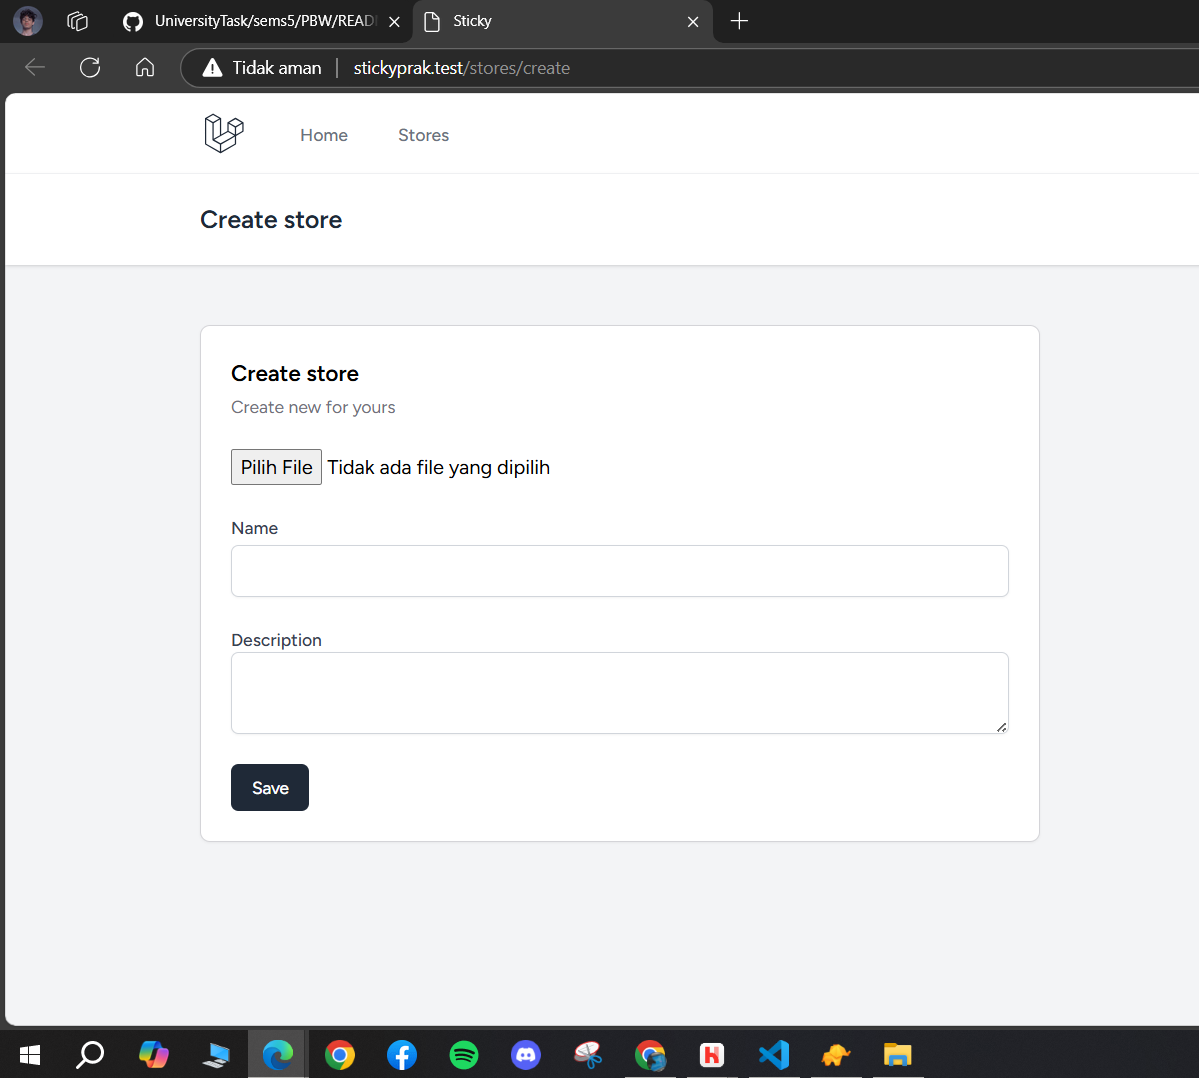 UniversityTask/sems5/PBW/READ
Sticky
Tidak aman
stickyprak.test/stores/create
Home
Stores
Create store
Create store
Create new for yours
Pilih File Tidak ada file yang dipilih
Name
Description
Save